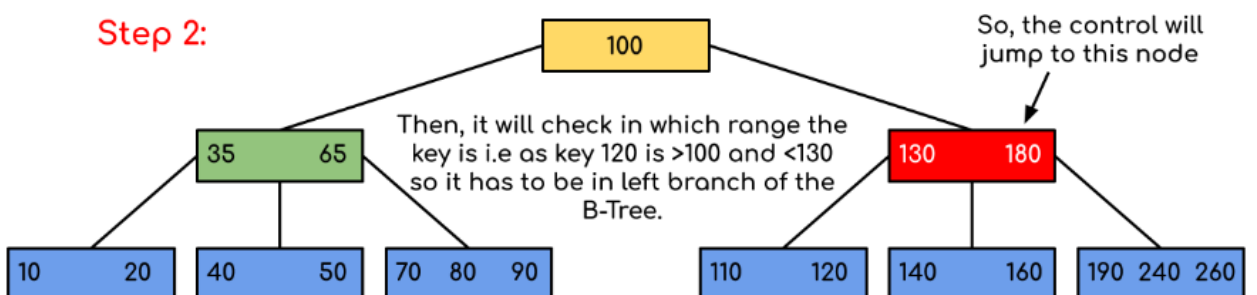 Step 2:
100
So, the control will
jump to this node
Then, it will check in which range the
key is i.e as key 120 is >100 and <130
so it has to be in left branch of the
B-Tree.
35 65
130 180
10 20
40 50
70 80 90
110 120
140 160
190 240 260